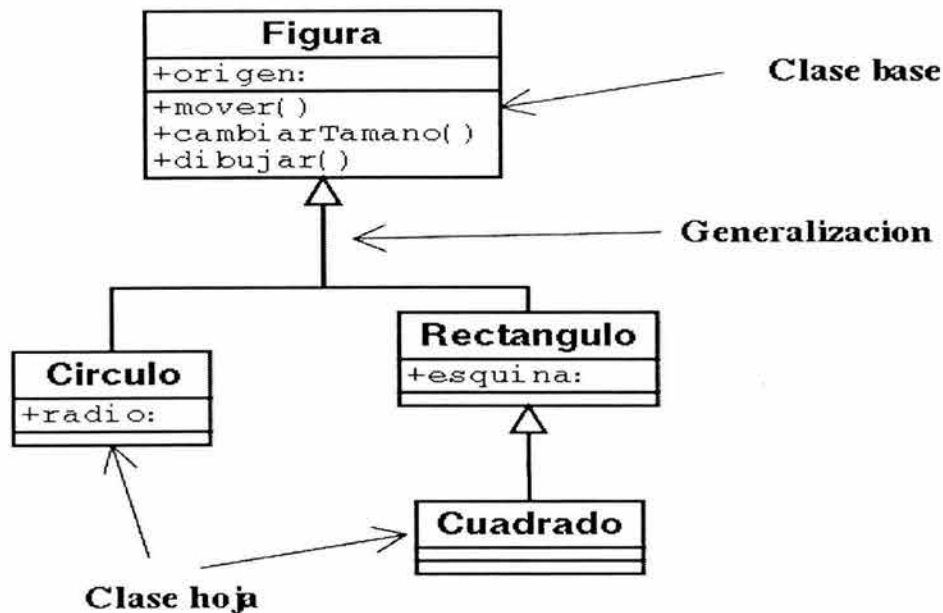 Figura
+origen:
+mover()
+cambiarTamano()
+dibujar()
Clase base
Generalizacion
Circulo
+radio:
Rectangulo
+esquina:
Cuadrado
Clase hoja